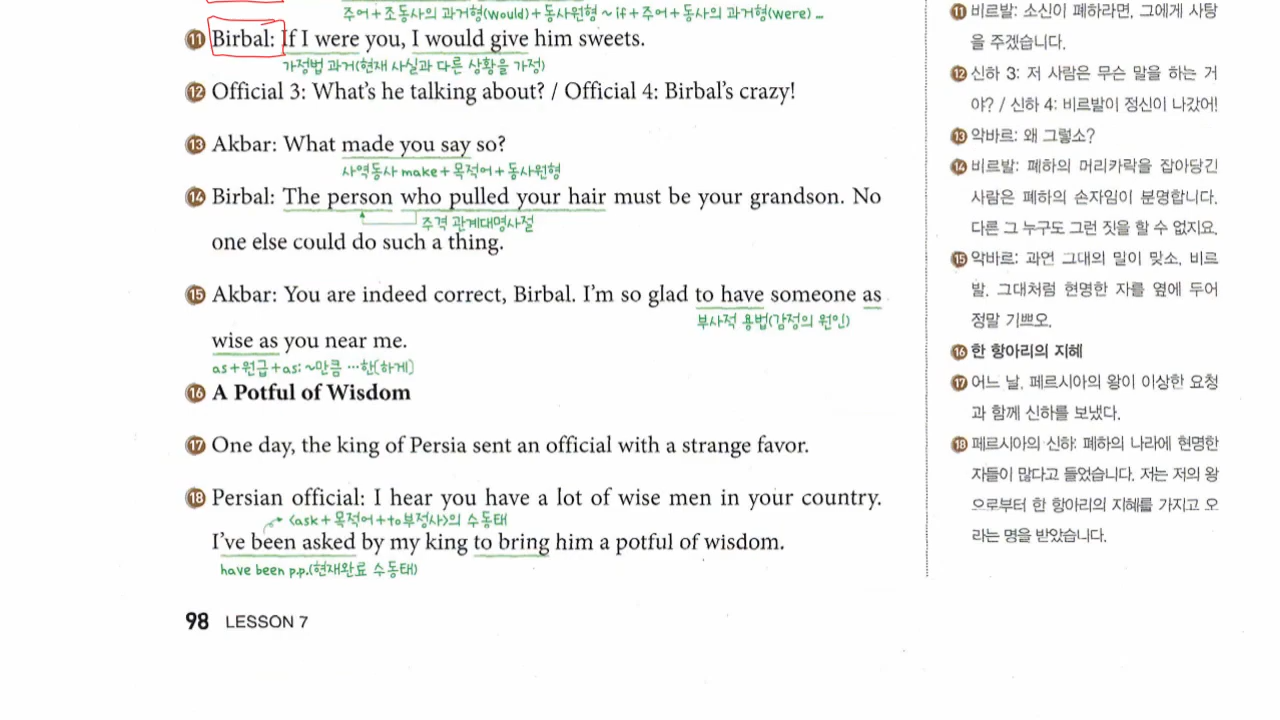 주어+조동사의 과거형(would)+동사원형 ~ if+주어+동사의 과거형(were) …
⑪ Birbal: If I were you, I would give him sweets.
가정법 과거(현재 사실과 다른 상황을 가정)
⑫ Official 3: What's he talking about? / Official 4: Birbal's crazy!
⑬ Akbar: What made you say so?
사역동사 make+목적어+동사원형
⑭ Birbal: The person who pulled your hair must be your grandson. No
주격 관계대명사절
one else could do such a thing.
⑮ Akbar: You are indeed correct, Birbal. I'm so glad to have someone as
부사적 용법(감정의 원인)
wise as you near me.
as+원급+as: ~만큼 …한[하게]
⑯ A Potful of Wisdom
⑰ One day, the king of Persia sent an official with a strange favor.
⑱ Persian official: I hear you have a lot of wise men in your country.
<ask+목적어+to부정사>의 수동태
I've been asked by my king to bring him a potful of wisdom.
have been p.p.(현재완료 수동태)
98 LESSON 7
⑪ 비르발: 소신이 폐하라면, 그에게 사탕
을 주겠습니다.
⑫ 신하 3: 저 사람은 무슨 말을 하는 거
야? / 신하 4: 비르발이 정신이 나갔어!
⑬ 악바르: 왜 그렇소?
⑭ 비르발: 폐하의 머리카락을 잡아당긴
사람은 폐하의 손자임이 분명합니다.
다른 그 누구도 그런 짓을 할 수 없지요.
⑮ 악바르: 과연 그대의 말이 맞소, 비르
발. 그대처럼 현명한 자를 옆에 두어
정말 기쁘오.
⑯ 한 항아리의 지혜
⑰ 어느 날, 페르시아의 왕이 이상한 요청
과 함께 신하를 보냈다.
⑱ 페르시아의 신하: 폐하의 나라에 현명한
자들이 많다고 들었습니다. 저는 저의 왕
으로부터 한 항아리의 지혜를 가지고 오
라는 명을 받았습니다.